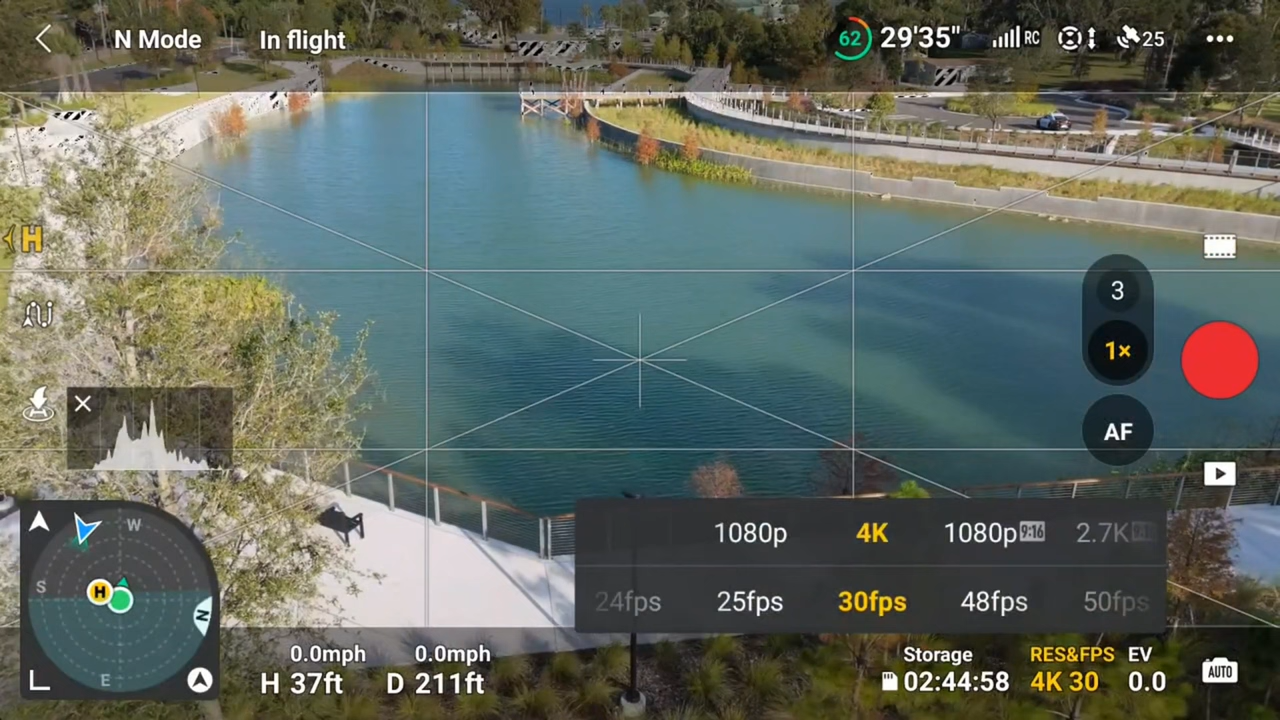 N Mode
In flight
62
29'35"
RC
25
H
3
1×
AF
W
S
H
N
E
L
1080p
4K
1080p 9:16
2.7K
24fps
25fps
30fps
48fps
50fps
0.0mph
0.0mph
H 37ft
D 211ft
Storage
02:44:58
RES&FPS
4K 30
EV
0.0
AUTO